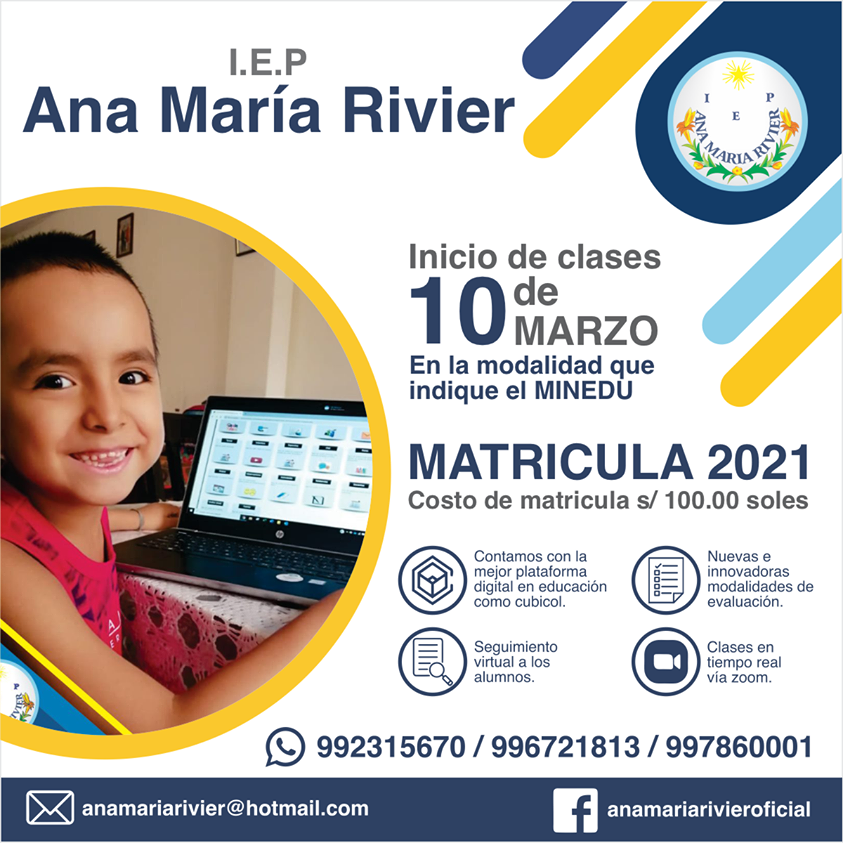 I.E.P
Ana María Rivier
I E P
ANA MARIA RIVIER
Inicio de clases
10 de
MARZO
En la modalidad que
indique el MINEDU
MATRICULA 2021
Costo de matricula s/ 100.00 soles
Contamos con la
mejor plataforma
digital en educación
como cubicol.
Nuevas e
innovadoras
modalidades de
evaluación.
Seguimiento
virtual a los
alumnos.
Clases en
tiempo real
vía zoom.
992315670 / 996721813 / 997860001
anamariarivier@hotmail.com
anamariarivieroficial